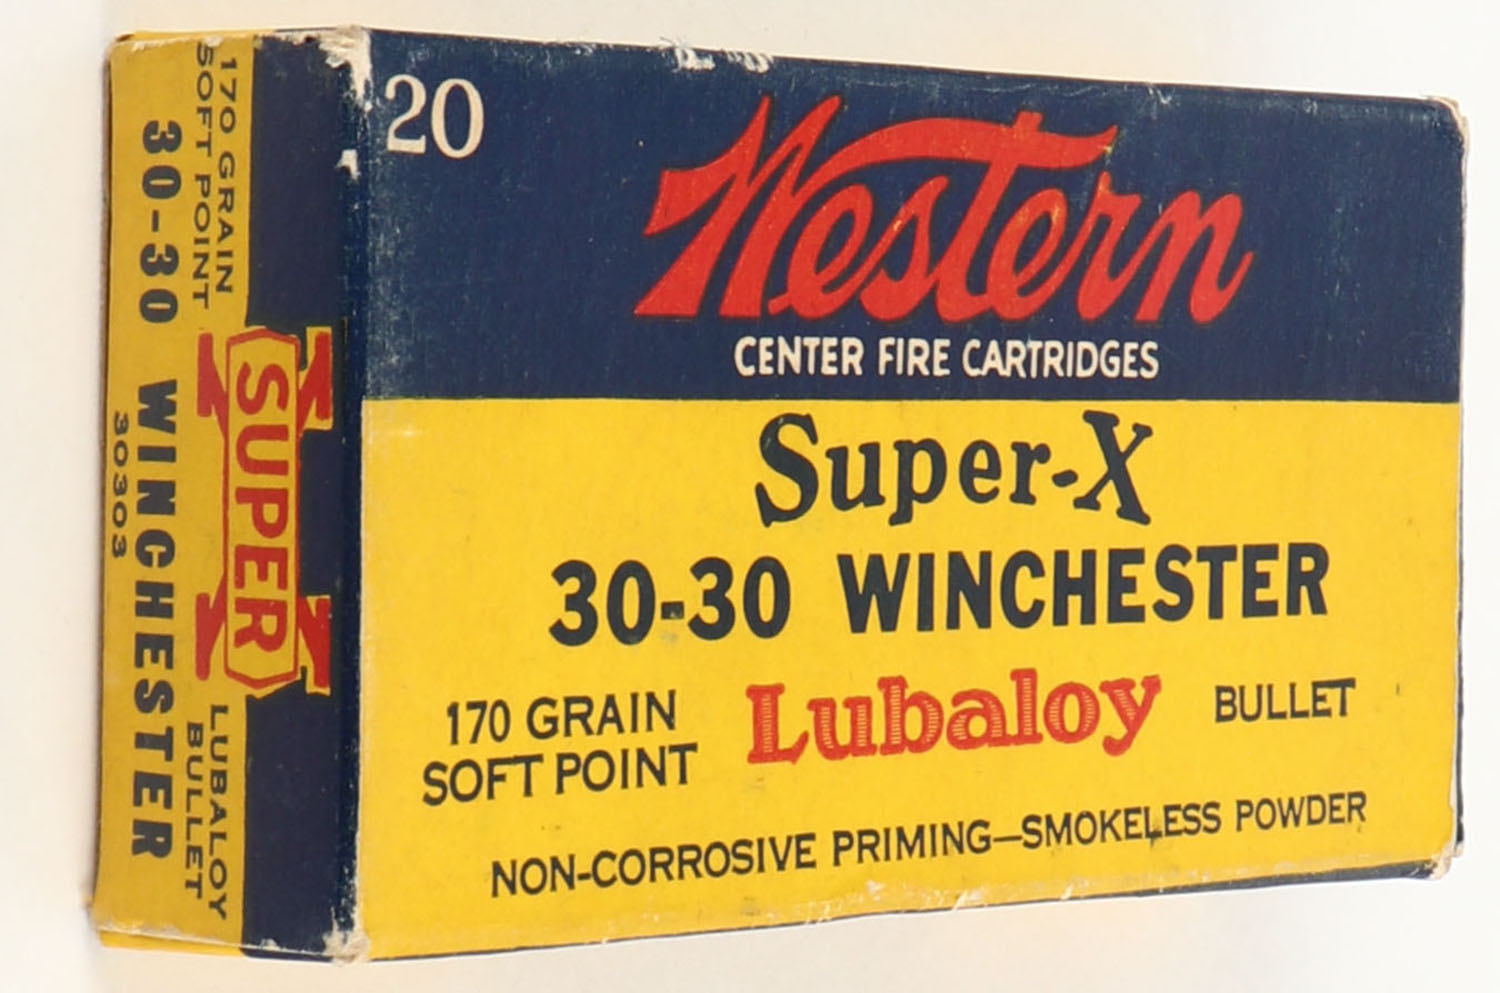 20
Western
CENTER FIRE CARTRIDGES
Super-X
30-30 WINCHESTER
170 GRAIN
SOFT POINT
Lubaloy
BULLET
NON-CORROSIVE PRIMING—SMOKELESS POWDER
170 GRAIN
SOFT POINT
SUPER
X
LUBALOY
BULLET
30-30 WINCHESTER
30303